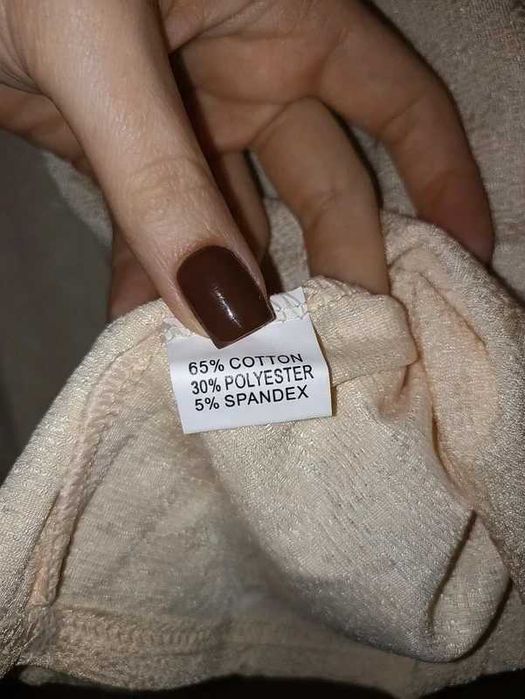 65% COTTON
30% POLYESTER
5% SPANDEX